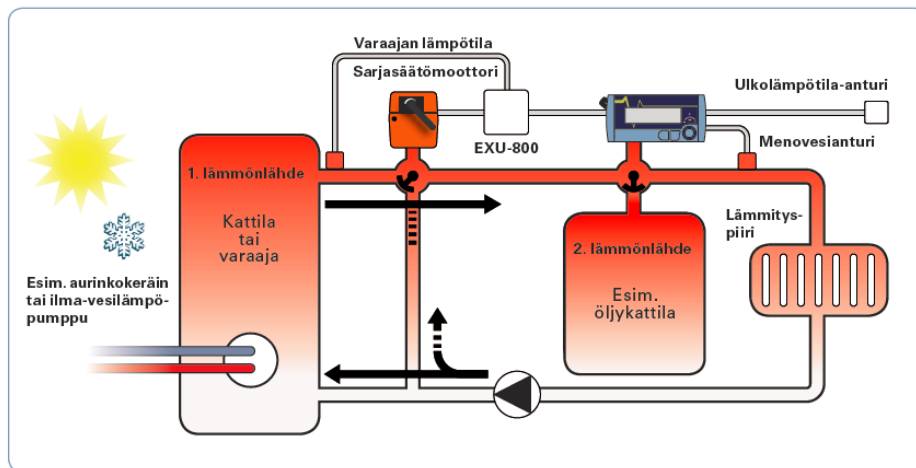 Varaajan lämpötila
Sarjasäätömoottori
EXU-800
Ulkolämpötila-anturi
Menovesianturi
1. lämmönlähde
Kattila
tai
varaaja
Esim. aurinkokeräin
tai ilma-vesilämpö-
pumppu
2. lämmönlähde
Esim.
öljykattila
Lämmitys-
piiri